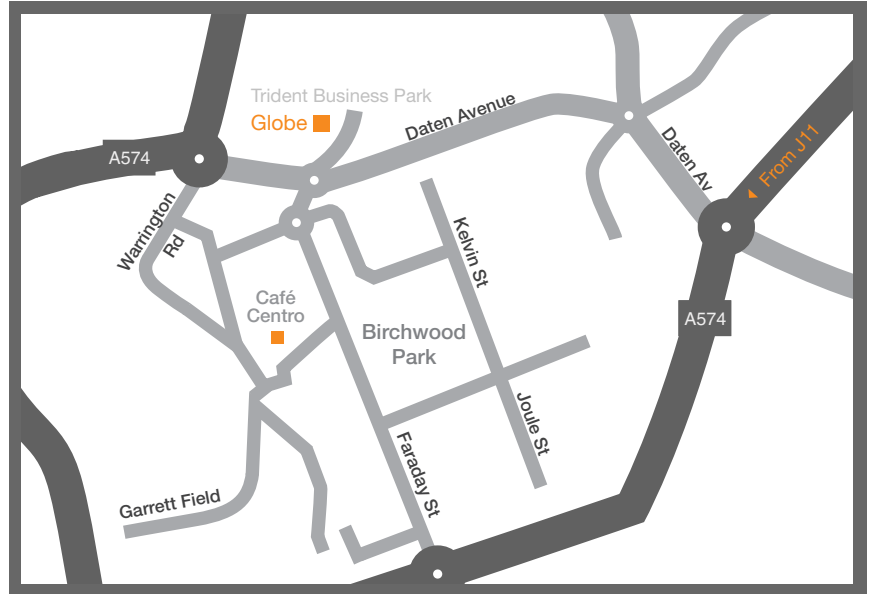 Trident Business Park
Globe
Daten Avenue
A574
From J11
Daten Av
Warrington
Rd
Kelvin St
Café
Centro
A574
Birchwood
Park
Joule St
Faraday St
Garrett Field